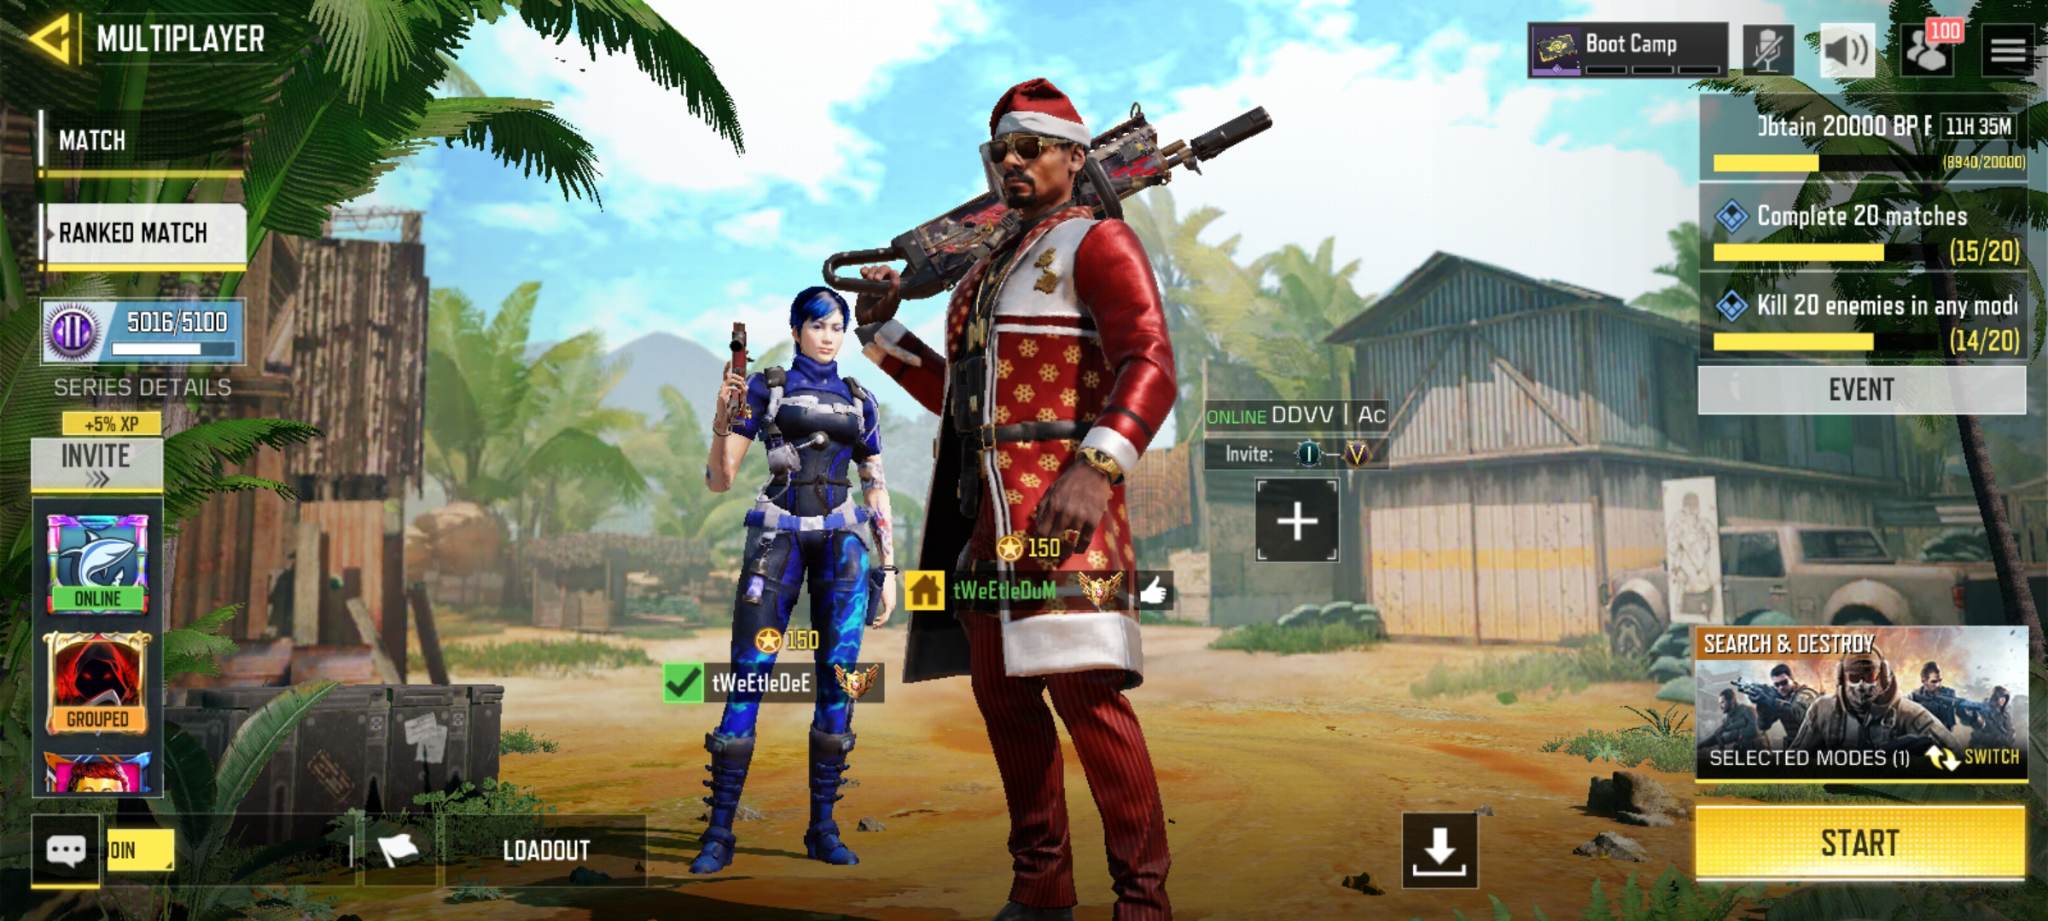 MULTIPLAYER
MATCH
RANKED MATCH
5016/5100
SERIES DETAILS
+5% XP
INVITE
ONLINE
GROUPED
OIN
LOADOUT
150
tWeEtleDeE
150
tWeEtleDuM
ONLINE DDVV | Ac
Invite: I - V
Boot Camp
100
Obtain 20000 BP F 11H 35M
(8940/20000)
Complete 20 matches
(15/20)
Kill 20 enemies in any mod
(14/20)
EVENT
SEARCH & DESTROY
SELECTED MODES (1) SWITCH
START